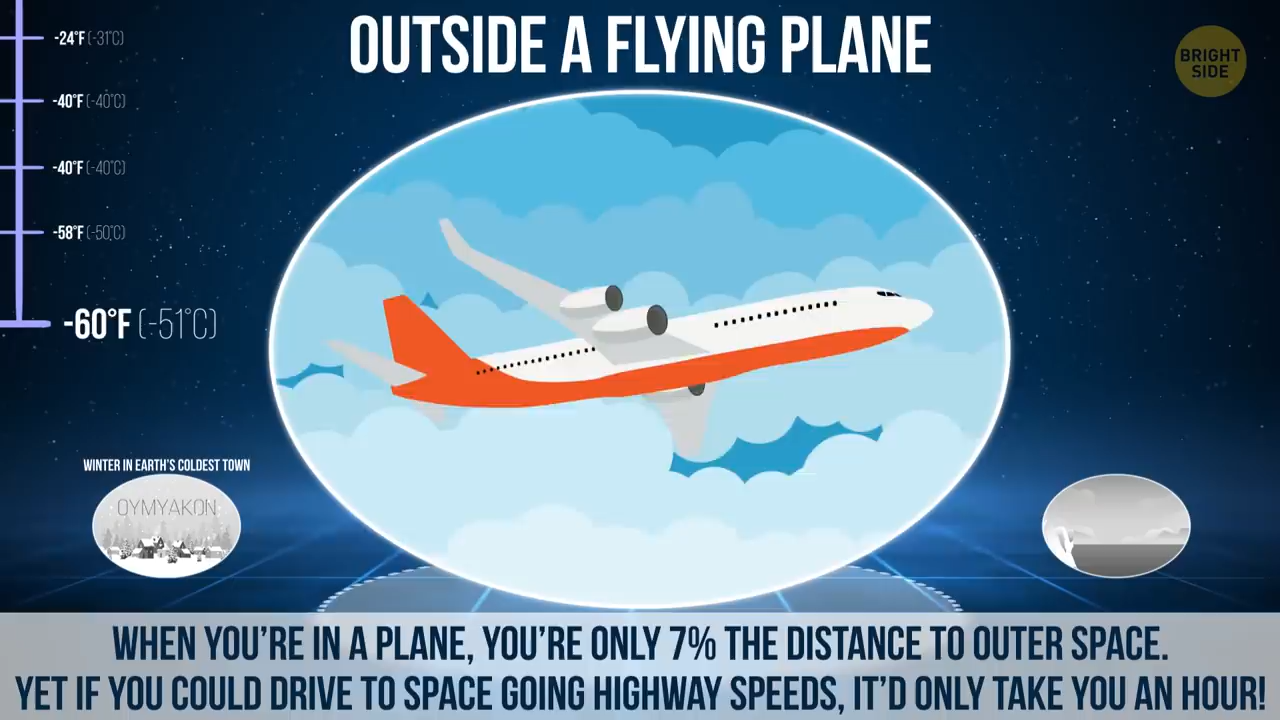 OUTSIDE A FLYING PLANE
BRIGHT
SIDE
-24°F (-31°C)
-40°F (-40°C)
-40°F (-40°C)
-58°F (-50°C)
-60°F (-51°C)
WINTER IN EARTH'S COLDEST TOWN
OYMYAKON
WHEN YOU'RE IN A PLANE, YOU'RE ONLY 7% THE DISTANCE TO OUTER SPACE.
YET IF YOU COULD DRIVE TO SPACE GOING HIGHWAY SPEEDS, IT'D ONLY TAKE YOU AN HOUR!